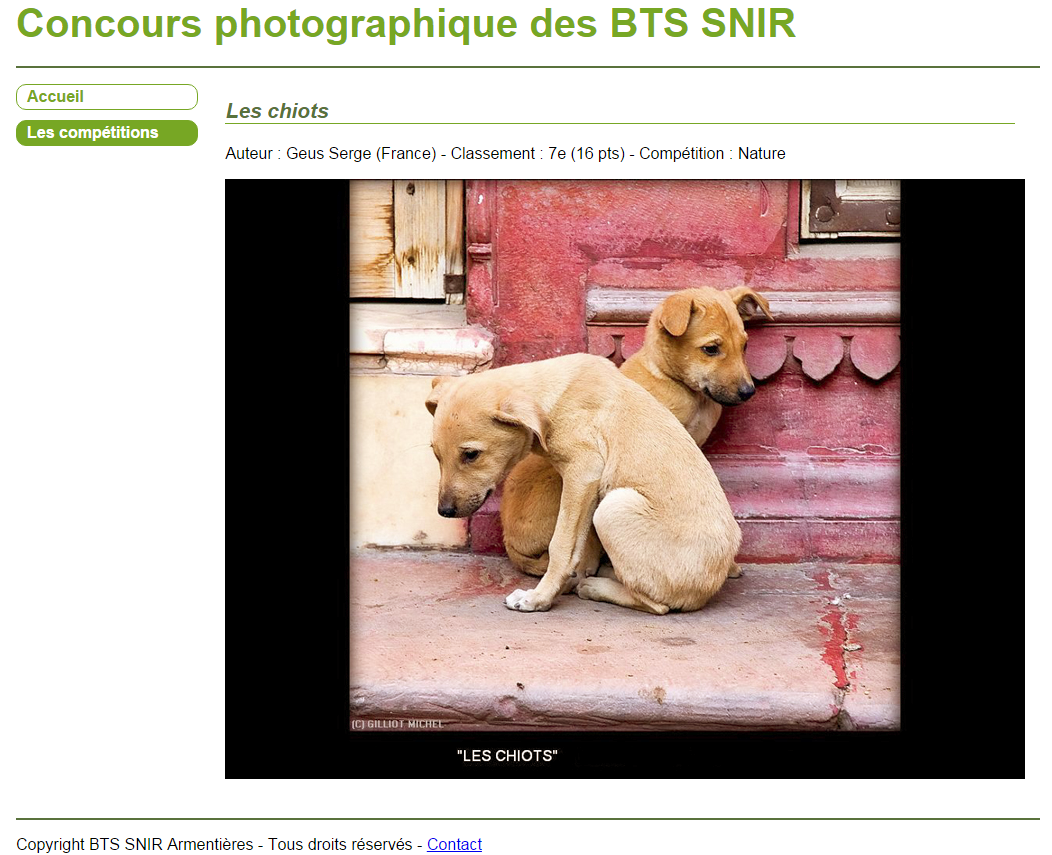 Concours photographique des BTS SNIR
Accueil
Les compétitions
Les chiots
Auteur : Geus Serge (France) - Classement : 7e (16 pts) - Compétition : Nature
(C) GILLIOT MICHEL
"LES CHIOTS"
Copyright BTS SNIR Armentières - Tous droits réservés - Contact